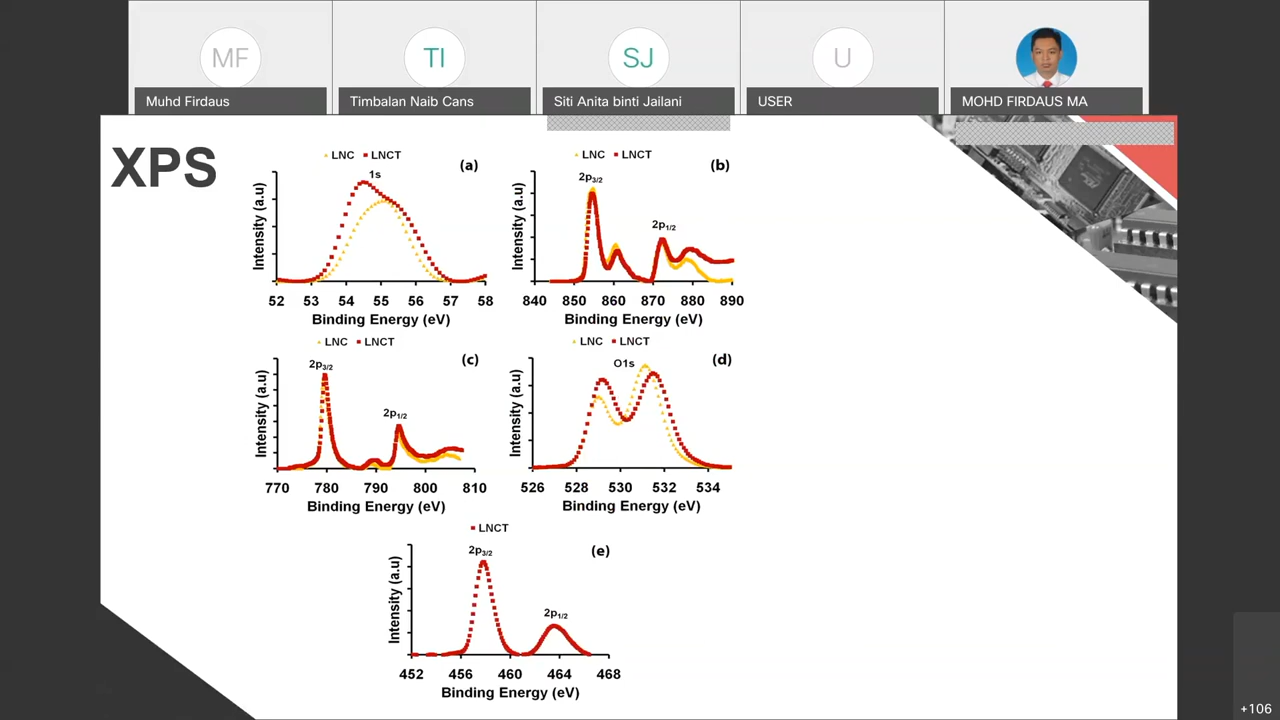 MF
TI
SJ
U
Muhd Firdaus
Timbalan Naib Cans
Siti Anita binti Jailani
USER
MOHD FIRDAUS MA
XPS
LNC LNCT
(a)
1s
Intensity (a.u)
52 53 54 55 56 57 58
Binding Energy (eV)
LNC LNCT
(b)
2p3/2
2p1/2
Intensity (a.u)
840 850 860 870 880 890
Binding Energy (eV)
LNC LNCT
(c)
2p3/2
2p1/2
Intensity (a.u)
770 780 790 800 810
Binding Energy (eV)
LNC LNCT
(d)
O1s
Intensity (a.u)
526 528 530 532 534
Binding Energy (eV)
LNCT
(e)
2p3/2
2p1/2
Intensity (a.u)
452 456 460 464 468
Binding Energy (eV)
+106